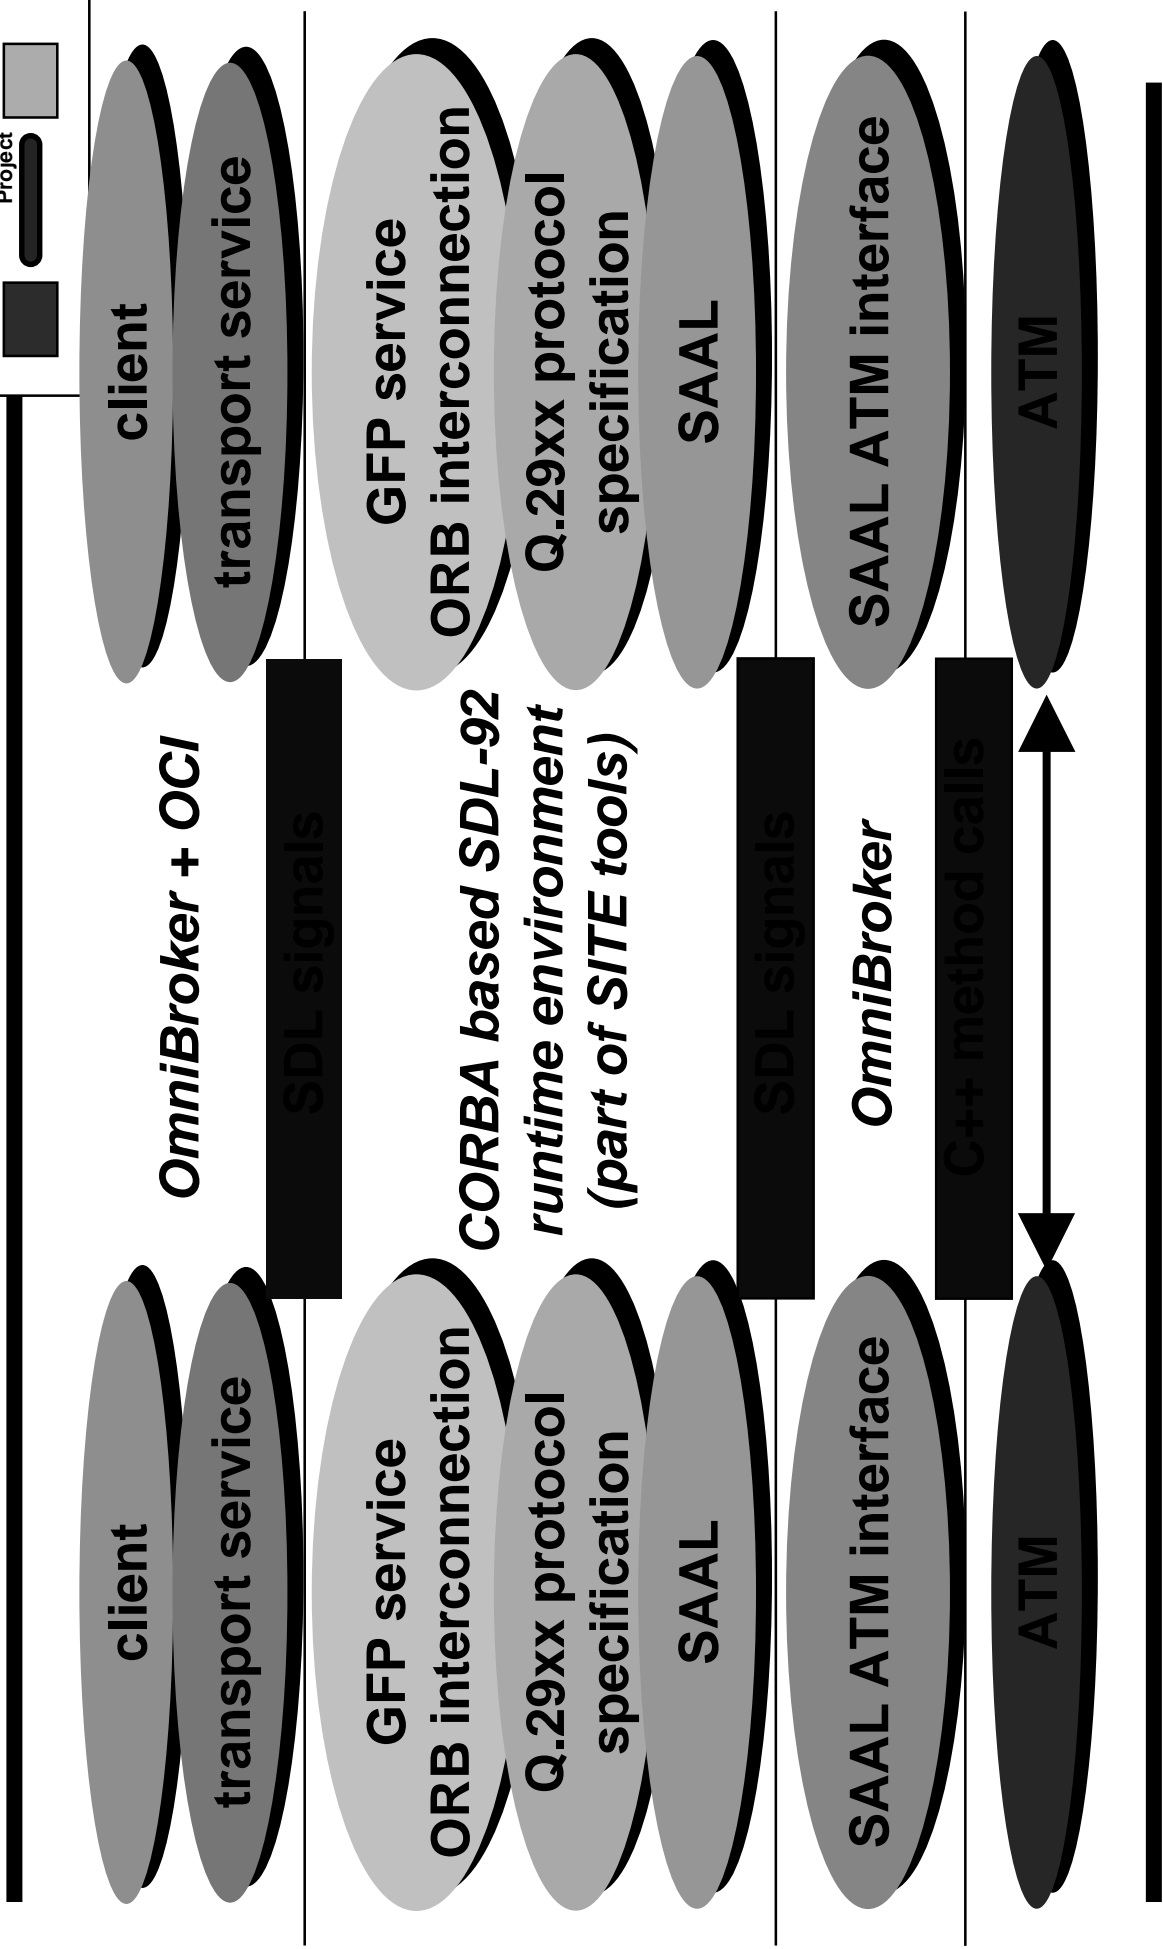 Project
client
client
OmniBroker + OCI
transport service
transport service
SDL signals
GFP service
ORB interconnection
CORBA based SDL-92
runtime environment
(part of SITE tools)
GFP service
ORB interconnection
Q.29xx protocol
specification
Q.29xx protocol
specification
SAAL
SAAL
SDL signals
SAAL ATM interface
OmniBroker
SAAL ATM interface
C++ method calls
ATM
ATM